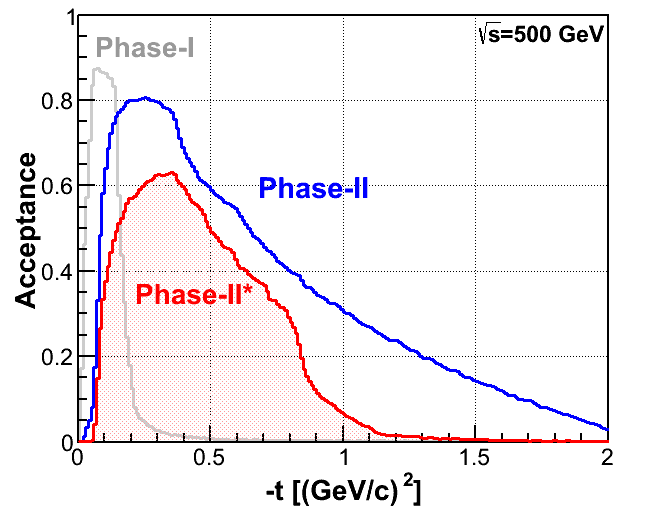 1
Phase-I
√s=500 GeV
0.8
Phase-II
0.6
Acceptance
0.4
Phase-II*
0.2
0
0 0.5 1 1.5 2
-t [(GeV/c)²]